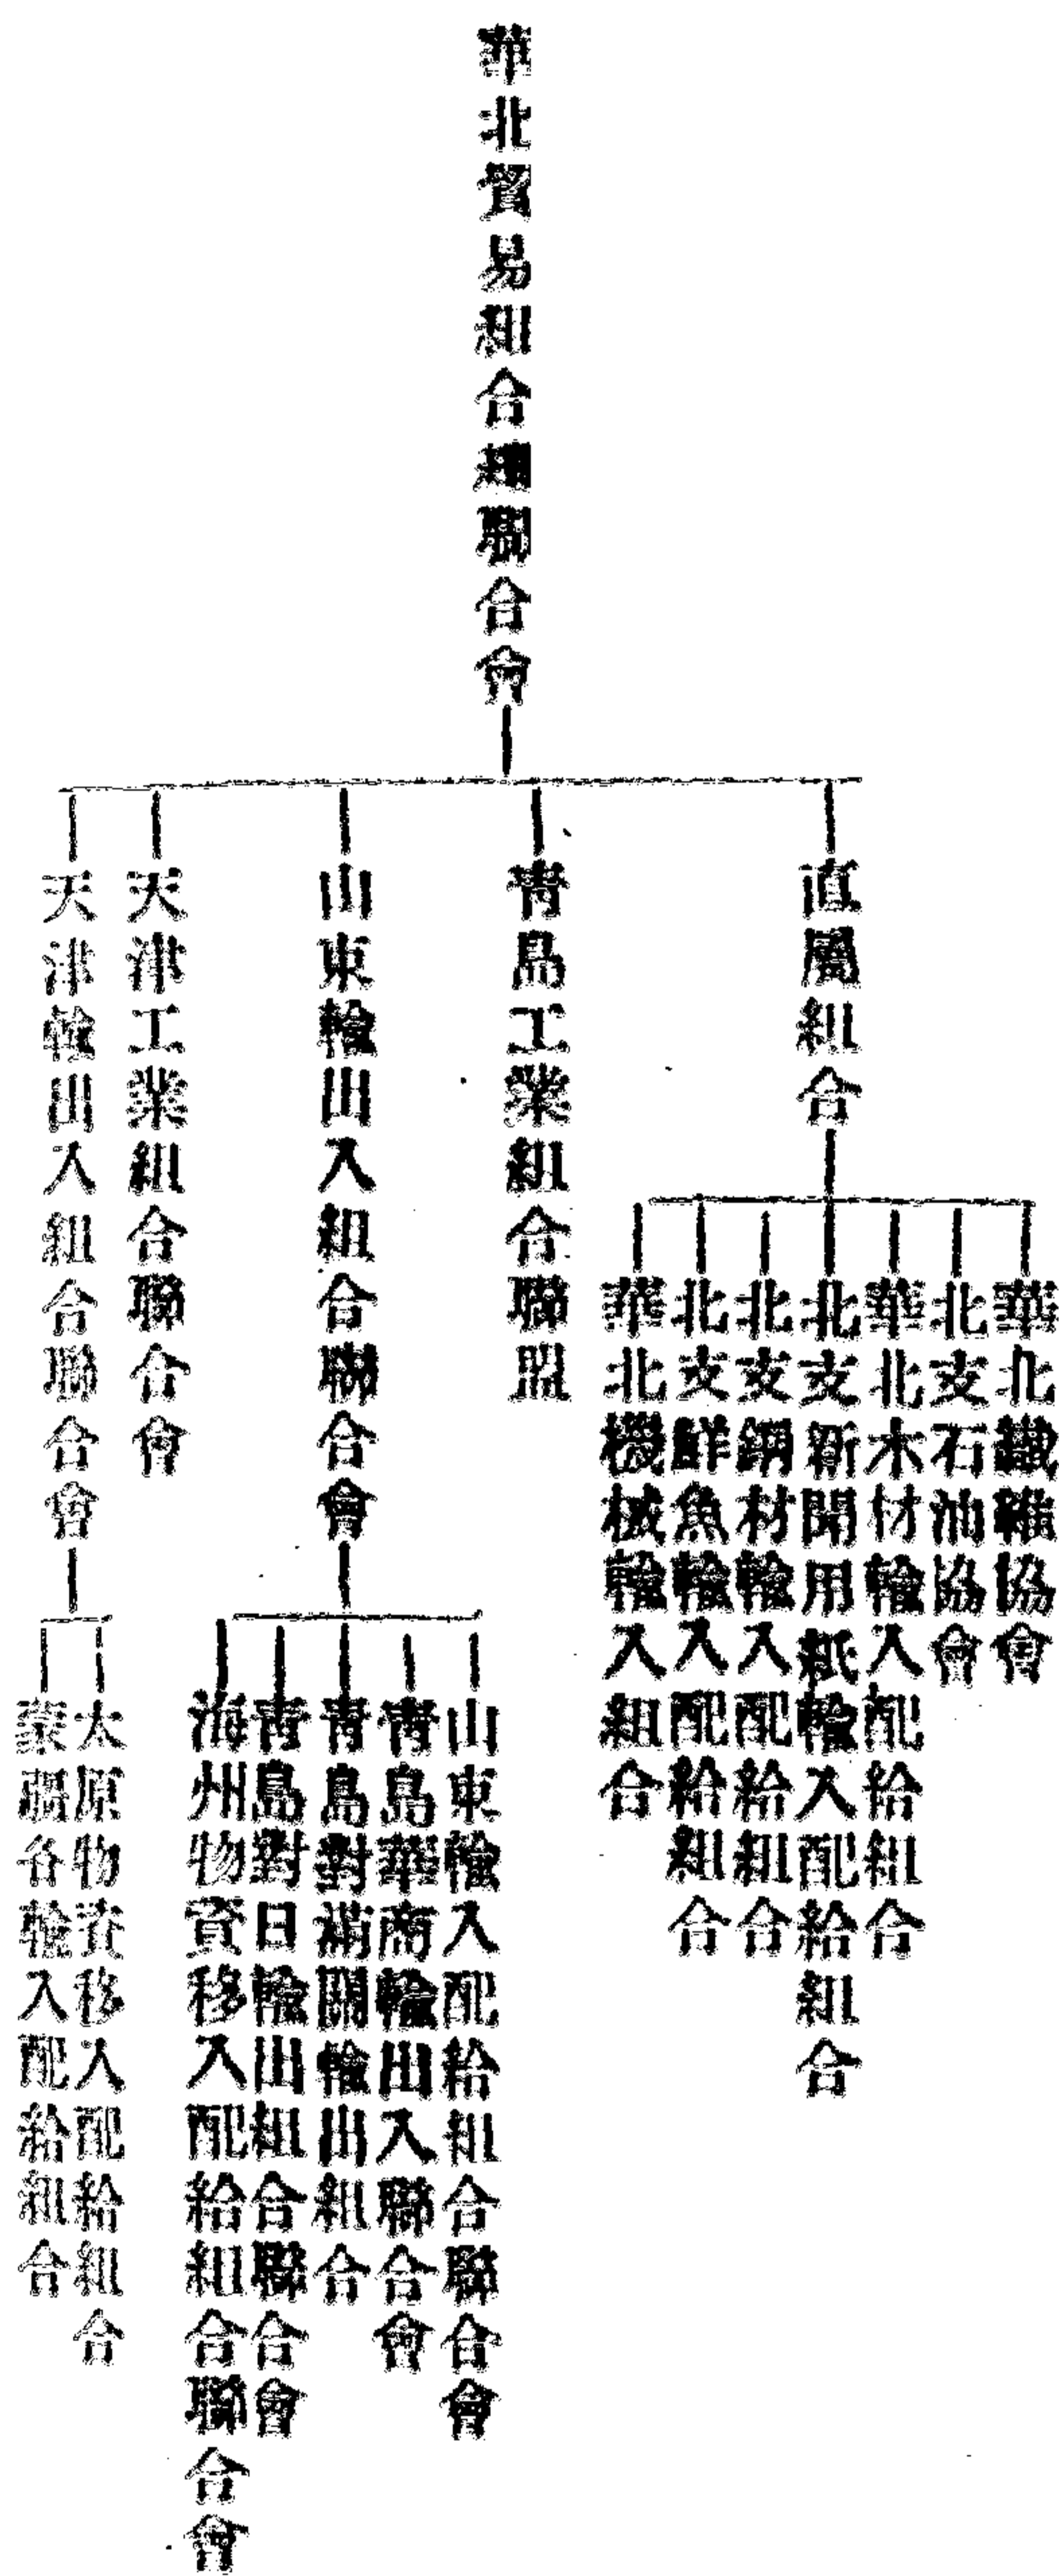 華北貿易組合總聯合會
直屬組合
華北纖維協會
北支石油協會
華北木材輸入配給組合
北支新聞用紙輸入配給組合
北支鋼材輸入配給組合
北支鮮魚輸入配給組合
華北機械輸入組合
青島工業組合聯盟
山東輸出入組合聯合會
山東輸入配給組合聯合會
青島華商輸出入聯合會
青島對滿關輸出組合
青島對日輸出組合聯合會
海州物資移入配給組合聯合會
天津工業組合聯合會
天津輸出入組合聯合會
太原物資移入配給組合
蒙疆各輸入配給組合